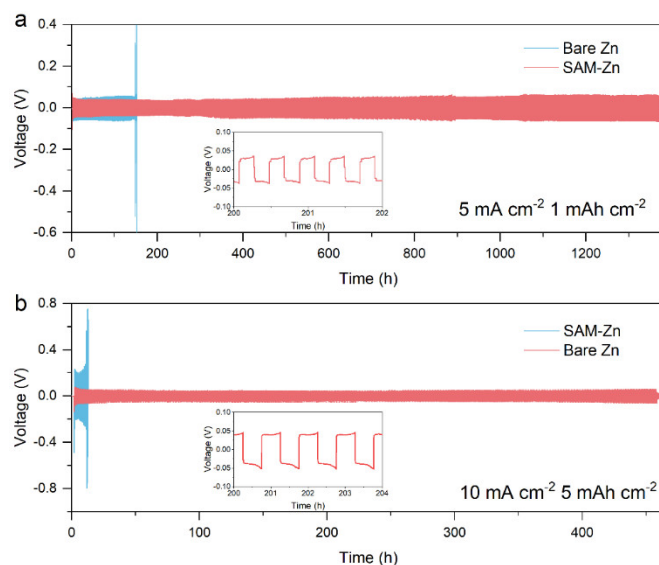 a
0.4
0.2
0.0
-0.2
-0.4
-0.6
Voltage (V)
Bare Zn
SAM-Zn
0.10
0.05
0.00
-0.05
-0.10
Voltage (V)
200 201 202
Time (h)
5 mA cm-2 1 mAh cm-2
0 200 400 600 800 1000 1200
Time (h)
b
0.8
0.4
0.0
-0.4
-0.8
Voltage (V)
SAM-Zn
Bare Zn
0.10
0.05
0.00
-0.05
-0.10
Voltage (V)
200 201 202 203 204
Time (h)
10 mA cm-2 5 mAh cm-2
0 100 200 300 400
Time (h)